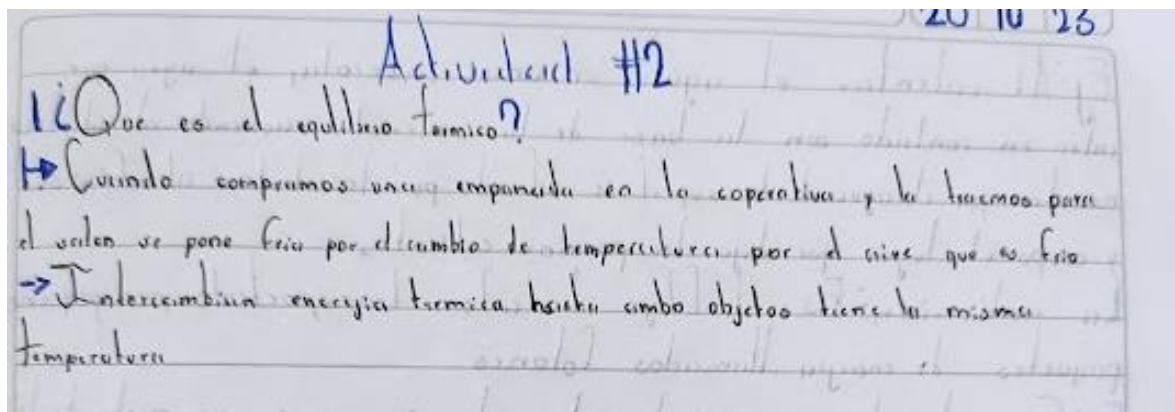 20 10 23
Actividad #2
1¿Que es el equilibrio termico?
Cuando compramos una empanada en la coperativa y la traemos para
el salon se pone fria por el cambio de temperatura por el aire que es frio
→ Intercambian energia termica hasta ambo objetos tiene la misma
temperatura